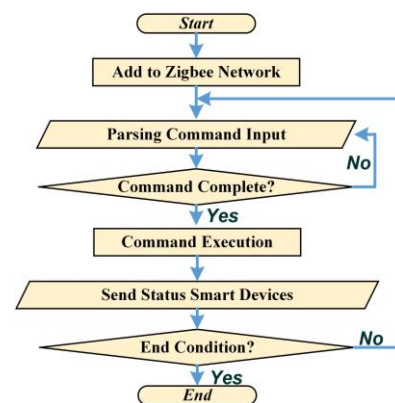 Start
Add to Zigbee Network
Parsing Command Input
No
Command Complete?
Yes
Command Execution
Send Status Smart Devices
End Condition?
No
Yes
End